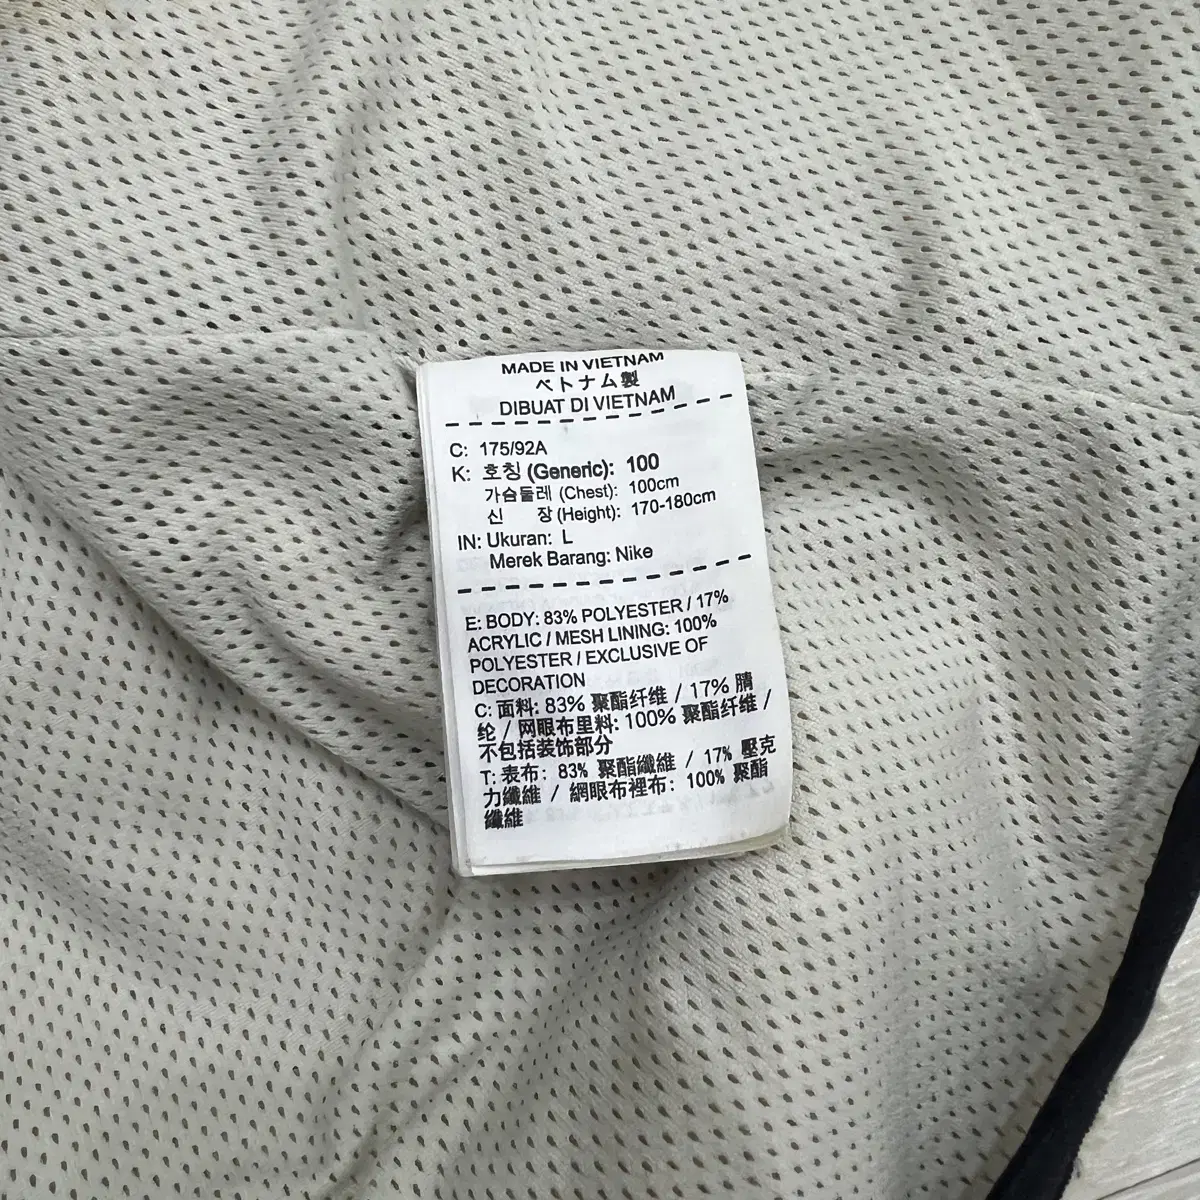 MADE IN VIETNAM
ベトナム製
DIBUAT DI VIETNAM
C: 175/92A
K: 호칭 (Generic): 100
가슴둘레 (Chest): 100cm
신 장 (Height): 170-180cm
IN: Ukuran: L
Merek Barang: Nike
E: BODY: 83% POLYESTER / 17%
ACRYLIC / MESH LINING: 100%
POLYESTER / EXCLUSIVE OF
DECORATION
C: 面料: 83% 聚酯纤维 / 17% 腈
纶 / 网眼布里料: 100% 聚酯纤维 /
不包括装饰部分
T: 表布: 83% 聚酯纖維 / 17% 壓克
力纖維 / 網眼布裡布: 100% 聚酯
纖維